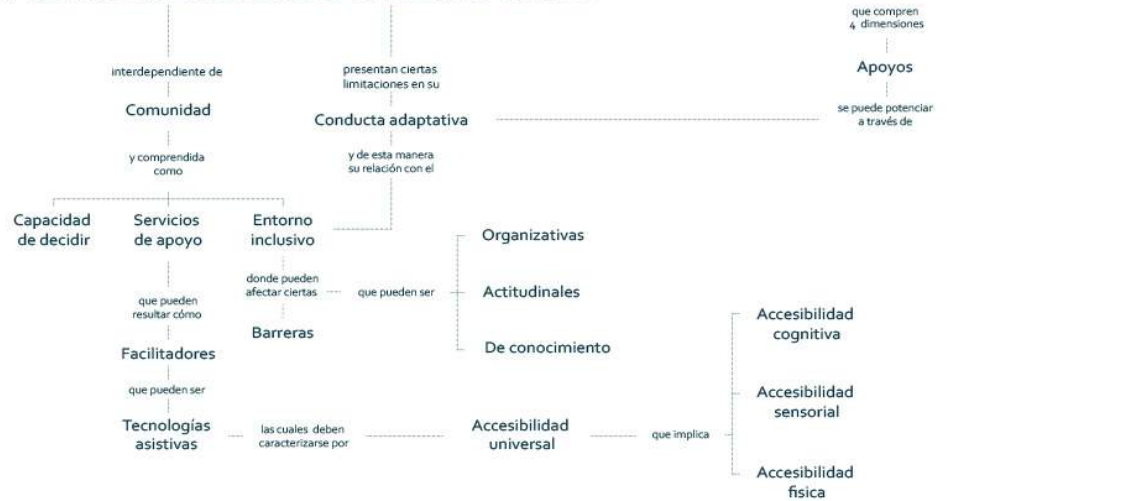 que compren
4 dimensiones
Apoyos
se puede potenciar
a través de
interdependiente de
Comunidad
y comprendida
como
presentan ciertas
limitaciones en su
Conducta adaptativa
y de esta manera
su relación con el
Capacidad
de decidir
Servicios
de apoyo
Entorno
inclusivo
donde pueden
afectar ciertas
Barreras
que pueden ser
Organizativas
Actitudinales
De conocimiento
que pueden
resultar cómo
Facilitadores
que pueden ser
Tecnologías
asistivas
las cuales deben
caracterizarse por
Accesibilidad
universal
que implica
Accesibilidad
cognitiva
Accesibilidad
sensorial
Accesibilidad
fisica